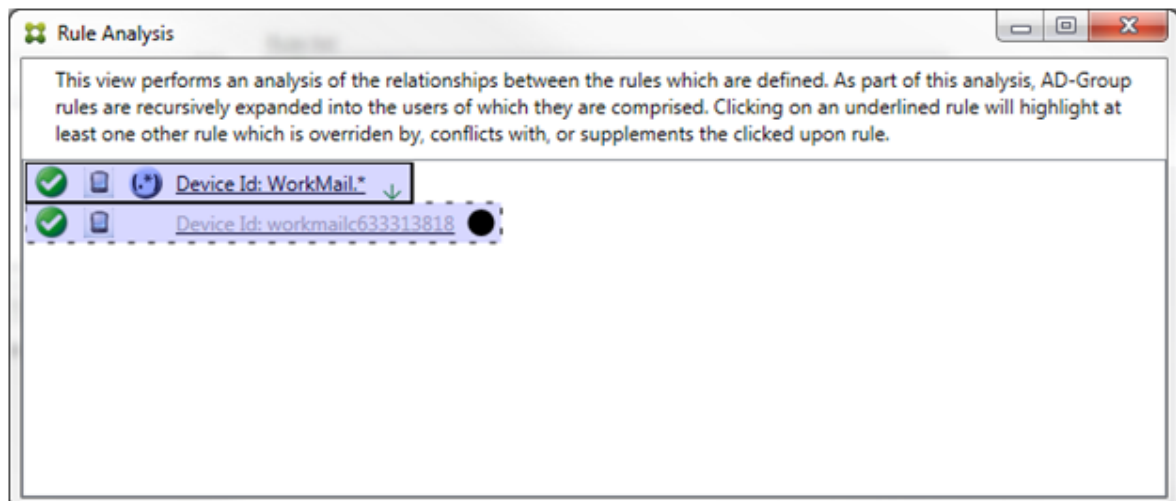 Rule Analysis
This view performs an analysis of the relationships between the rules which are defined. As part of this analysis, AD-Group
rules are recursively expanded into the users of which they are comprised. Clicking on an underlined rule will highlight at
least one other rule which is overriden by, conflicts with, or supplements the clicked upon rule.
(.*) Device Id: WorkMail.*
Device Id: workmailc633313818